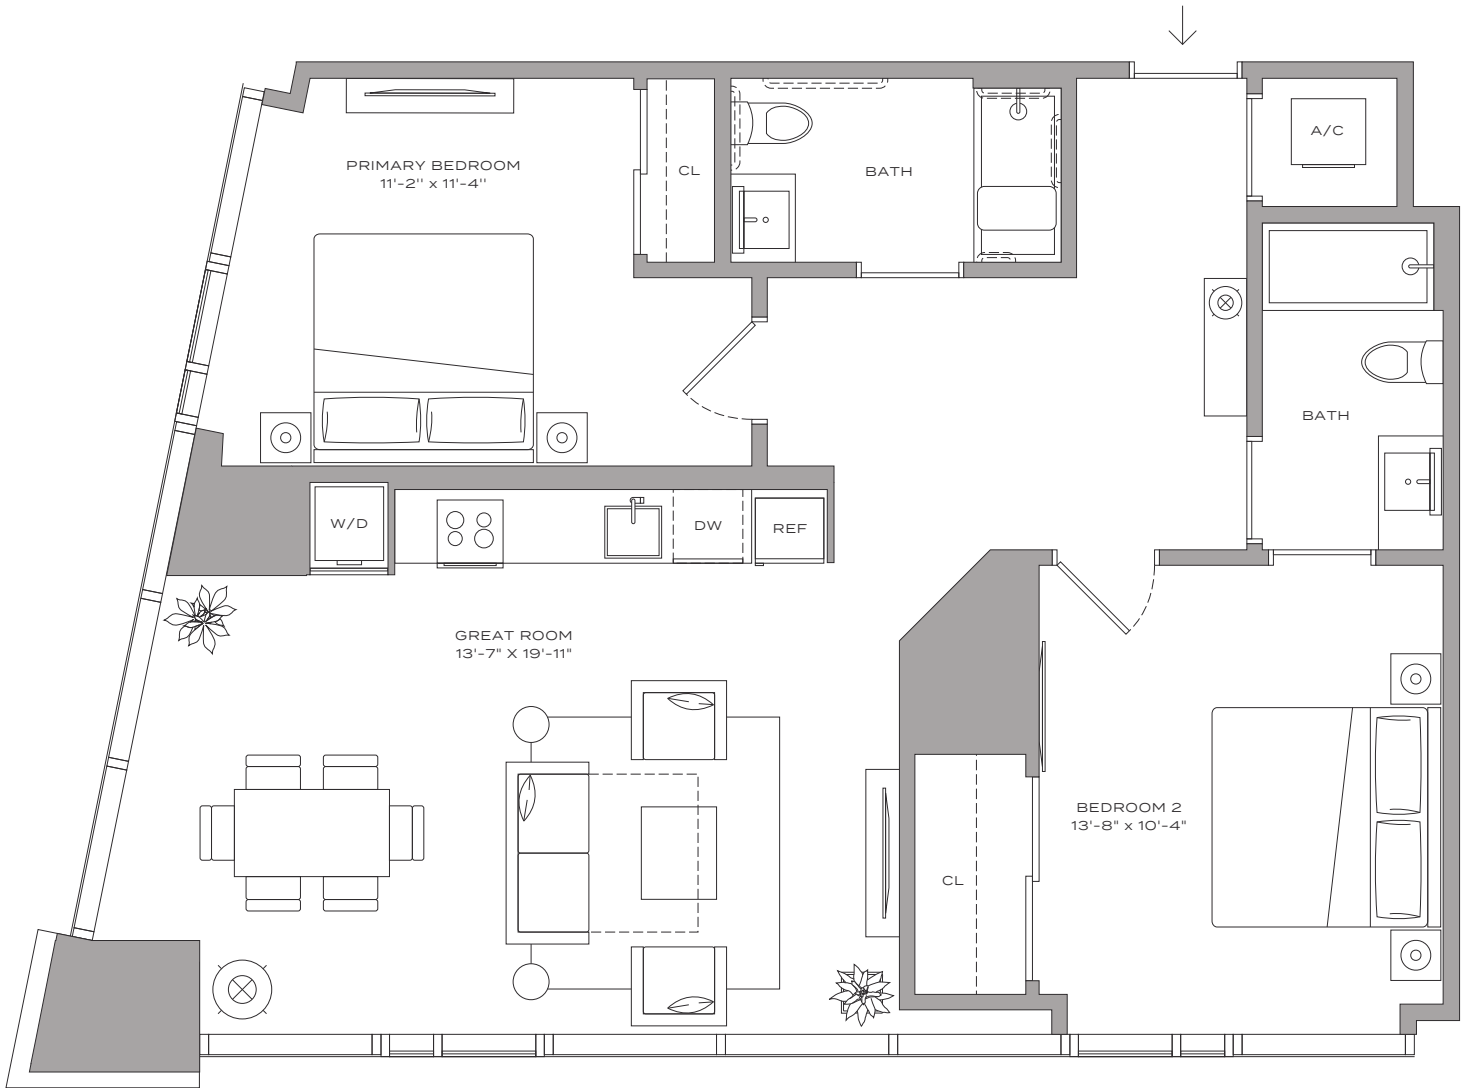 A/C
PRIMARY BEDROOM
11'-2'' x 11'-4''
CL
BATH
BATH
W/D
DW
REF
GREAT ROOM
13'-7" X 19'-11"
BEDROOM 2
13'-8" x 10'-4"
CL